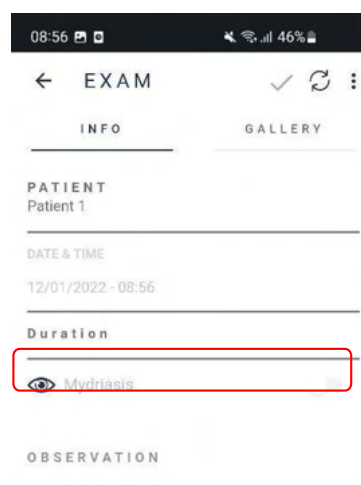 08:56 46%
EXAM
INFO GALLERY
PATIENT
Patient 1
DATE & TIME
12/01/2022 - 08:56
Duration
Mydriasis
OBSERVATION